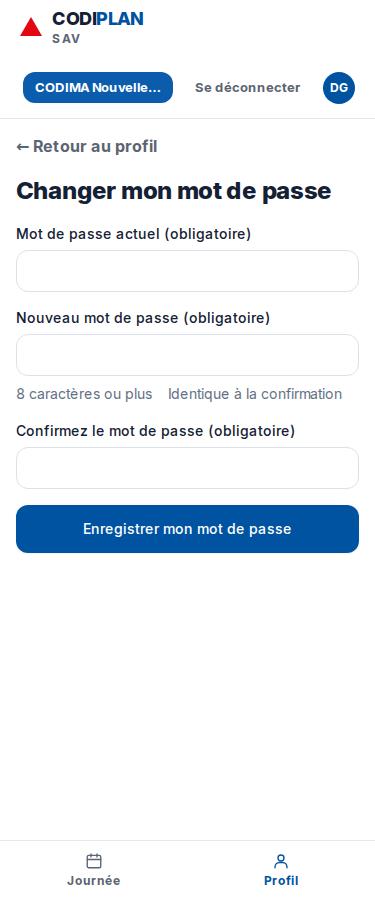 CODIPLAN
SAV
CODIMA Nouvelle... Se déconnecter DG
← Retour au profil
Changer mon mot de passe
Mot de passe actuel (obligatoire)
Nouveau mot de passe (obligatoire)
8 caractères ou plus Identique à la confirmation
Confirmez le mot de passe (obligatoire)
Enregistrer mon mot de passe
Journée Profil